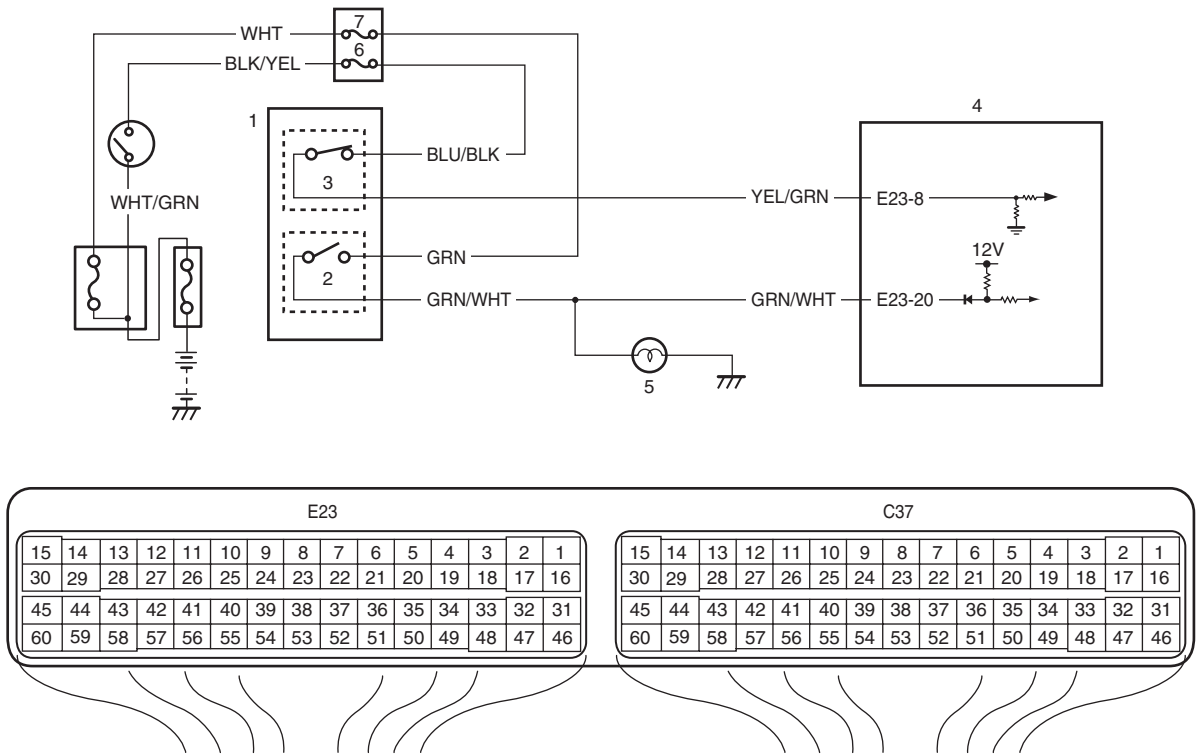 7
WHT
6
BLK/YEL
1
4
BLU/BLK
3
WHT/GRN
YEL/GRN
E23-8
12V
GRN
2
GRN/WHT
GRN/WHT
E23-20
5
E23
15 14 13 12 11 10 9 8 7 6 5 4 3 2 1
30 29 28 27 26 25 24 23 22 21 20 19 18 17 16
45 44 43 42 41 40 39 38 37 36 35 34 33 32 31
60 59 58 57 56 55 54 53 52 51 50 49 48 47 46
C37
15 14 13 12 11 10 9 8 7 6 5 4 3 2 1
30 29 28 27 26 25 24 23 22 21 20 19 18 17 16
45 44 43 42 41 40 39 38 37 36 35 34 33 32 31
60 59 58 57 56 55 54 53 52 51 50 49 48 47 46